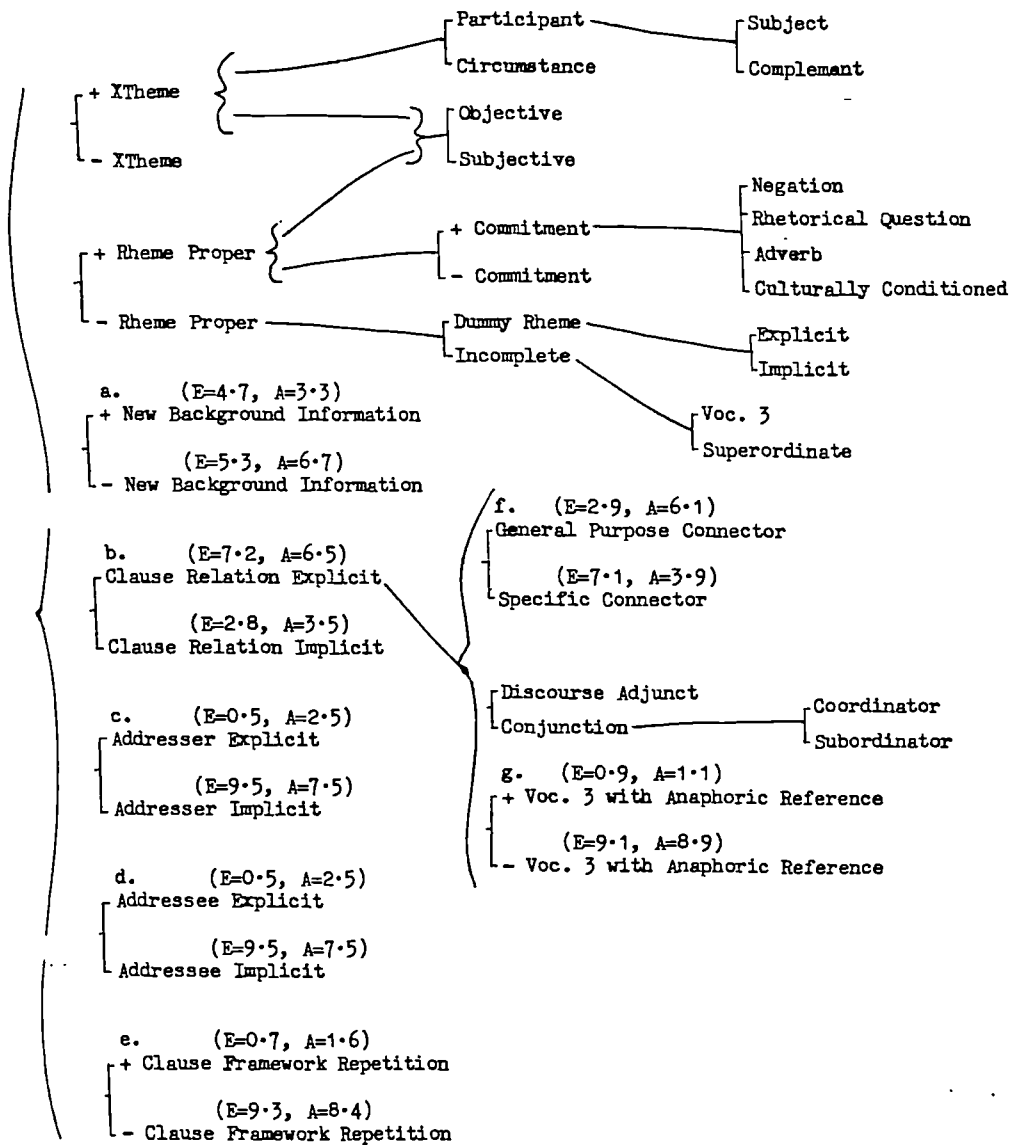 Participant
Subject
Circumstance
Complement
+ XTheme
- XTheme
Objective
Subjective
Negation
Rhetorical Question
+ Rheme Proper
+ Commitment
Adverb
- Commitment
Culturally Conditioned
- Rheme Proper
Dummy Rheme
Explicit
Incomplete
Implicit
a. (E=4·7, A=3·3)
+ New Background Information
Voc. 3
(E=5·3, A=6·7)
Superordinate
- New Background Information
b. (E=7·2, A=6·5)
Clause Relation Explicit
(E=2·8, A=3·5)
Clause Relation Implicit
c. (E=0·5, A=2·5)
Addresser Explicit
(E=9·5, A=7·5)
Addresser Implicit
d. (E=0·5, A=2·5)
Addressee Explicit
(E=9·5, A=7·5)
Addressee Implicit
e. (E=0·7, A=1·6)
+ Clause Framework Repetition
(E=9·3, A=8·4)
- Clause Framework Repetition
f. (E=2·9, A=6·1)
General Purpose Connector
(E=7·1, A=3·9)
Specific Connector
Discourse Adjunct
Conjunction
Coordinator
Subordinator
g. (E=0·9, A=1·1)
+ Voc. 3 with Anaphoric Reference
(E=9·1, A=8·9)
- Voc. 3 with Anaphoric Reference